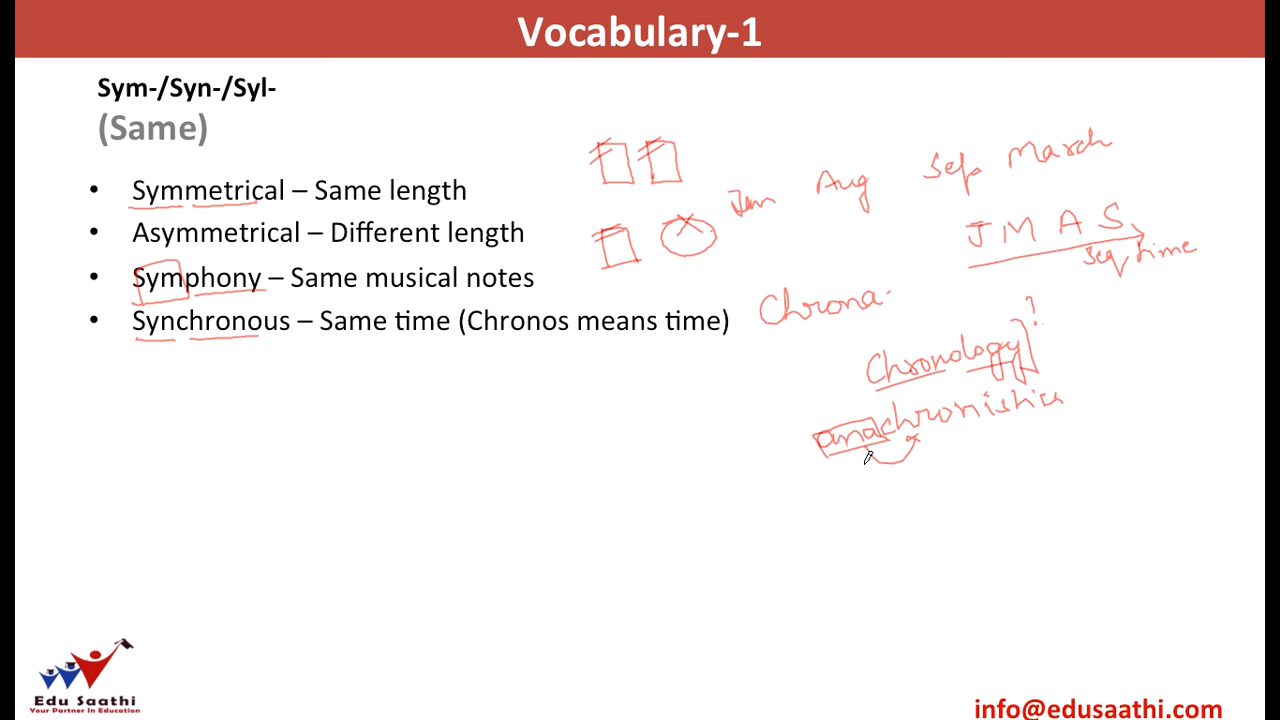 Vocabulary-1
Sym-/Syn-/Syl-
(Same)
• Symmetrical – Same length
• Asymmetrical – Different length
• Symphony – Same musical notes
• Synchronous – Same time (Chronos means time)
Jan Aug Sep March
J M A S
Seq time
Chrona
Chronology ?
anachronistic
Edu Saathi
Your Partner In Education
info@edusaathi.com